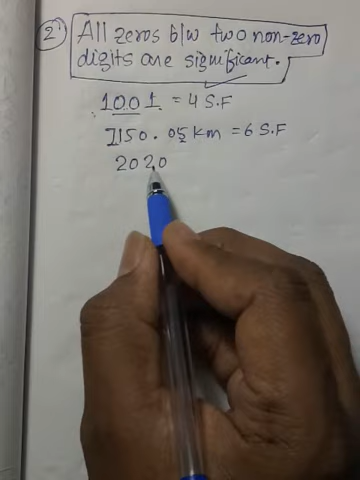 2 All zeros b/w two non-zero
digits are significant.
1001 = 4 S.F
7150.05 km = 6 S.F
2020